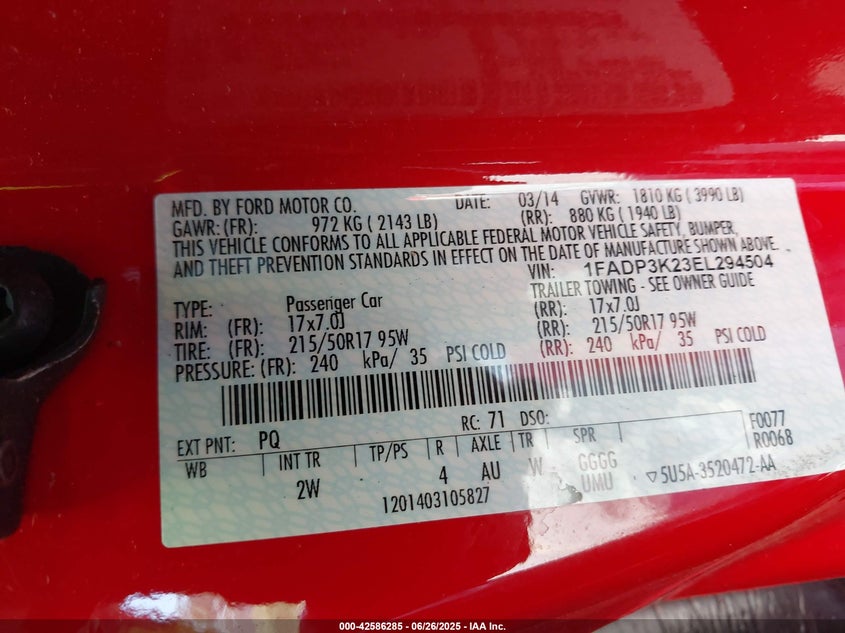 MFD. BY FORD MOTOR CO. DATE: 03/14 GVWR: 1810 KG ( 3990 LB)
GAWR: (FR): 972 KG ( 2143 LB) (RR): 880 KG ( 1940 LB)
THIS VEHICLE CONFORMS TO ALL APPLICABLE FEDERAL MOTOR VEHICLE SAFETY, BUMPER,
AND THEFT PREVENTION STANDARDS IN EFFECT ON THE DATE OF MANUFACTURE SHOWN ABOVE.
VIN: 1FADP3K23EL294504
TYPE: Passenger Car TRAILER TOWING - SEE OWNER GUIDE
RIM: (FR): 17x7.0J (RR): 17x7.0J
TIRE: (FR): 215/50R17 95W (RR): 215/50R17 95W
PRESSURE: (FR): 240 kPa/ 35 PSI COLD (RR): 240 kPa/ 35 PSI COLD
EXT PNT: PQ RC: 71 DSO: F0077
R0068
WB INT TR TP/PS R AXLE TR SPR
2W 4 AU W GGGG
UMU
1201403105827 ▽5U5A-3520472-AA
000-42586285 - 06/26/2025 - IAA Inc.